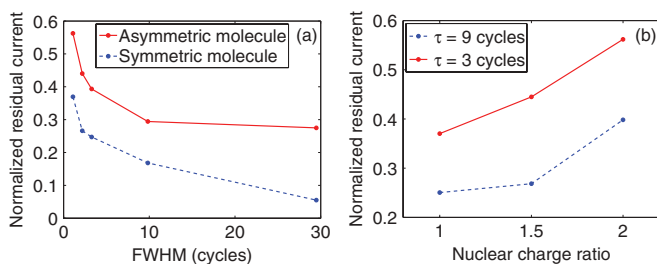 0.6
0.5
0.4
0.3
0.2
0.1
0
0 10 20 30
Normalized residual current
FWHM (cycles)
Asymmetric molecule
Symmetric molecule
(a)
0.6
0.5
0.4
0.3
0.2
1 1.5 2
Normalized residual current
Nuclear charge ratio
τ = 9 cycles
τ = 3 cycles
(b)